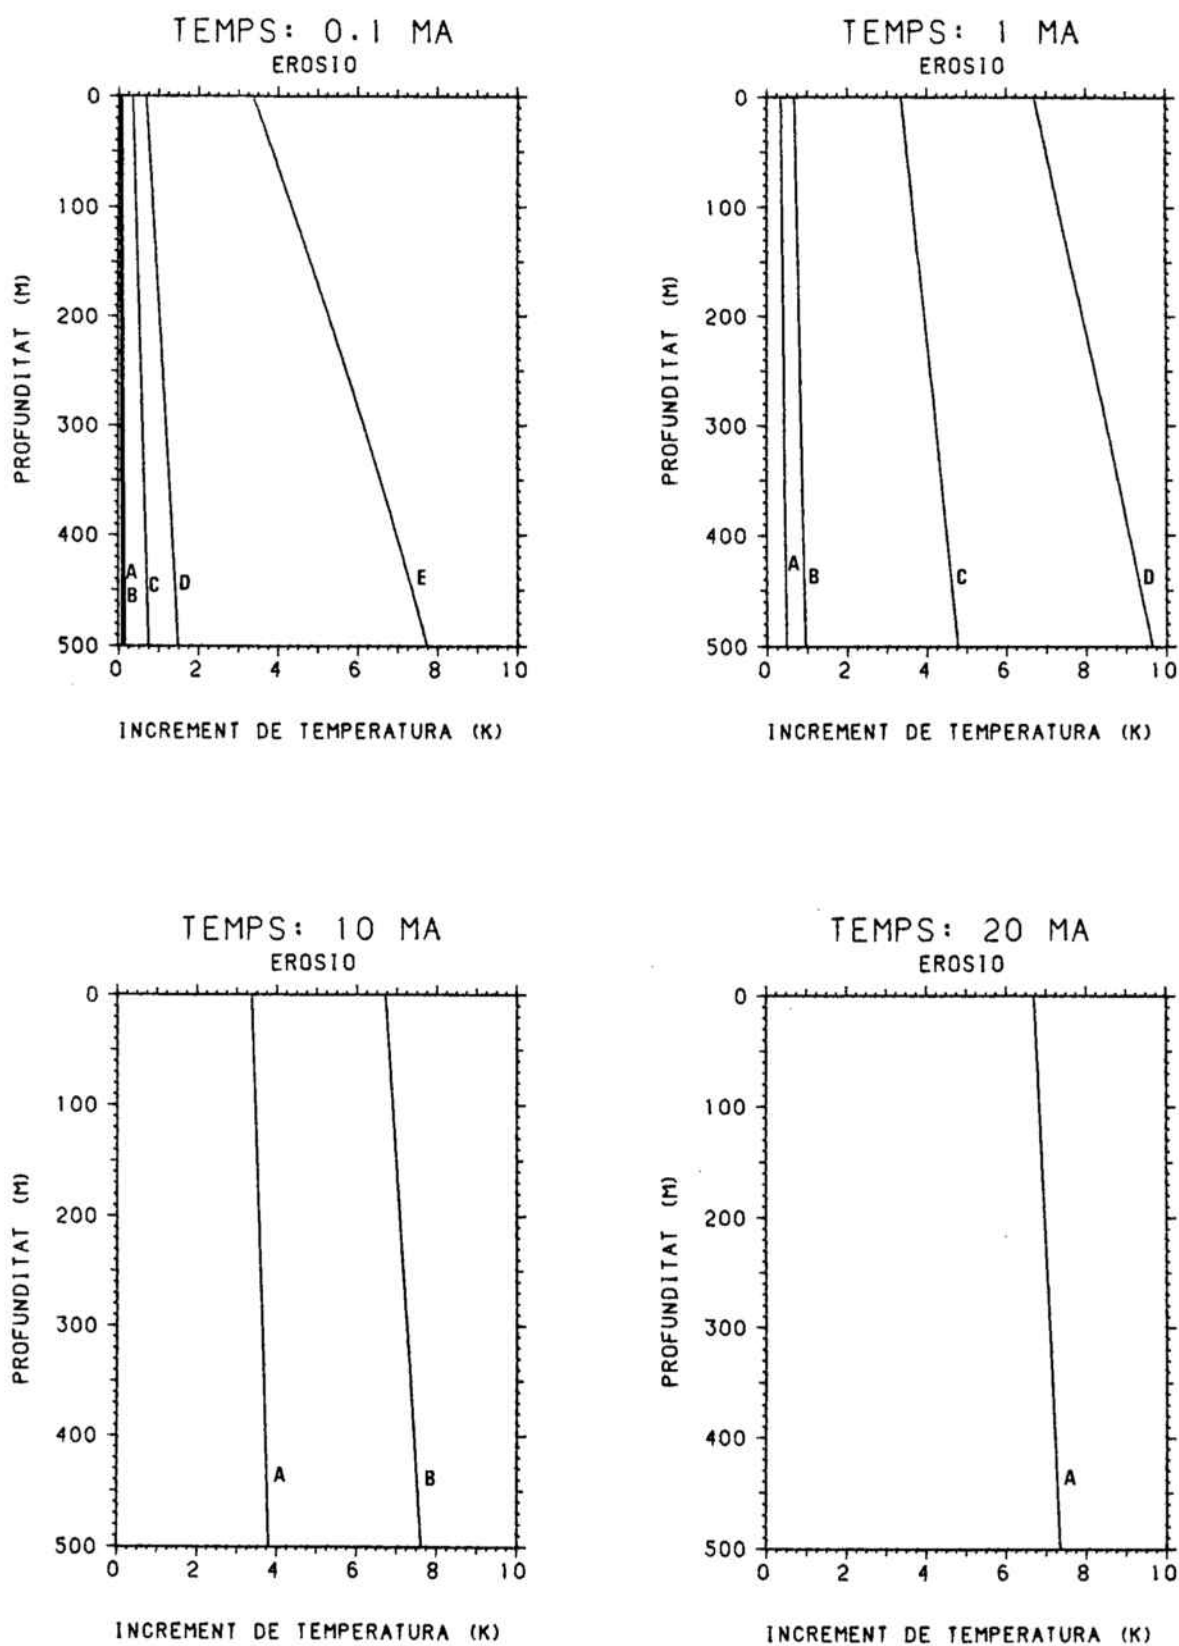 TEMPS: 0.1 MA
EROSIO
0
100
200
300
400
500
PROFUNDITAT (M)
A
B
C
D
E
0 2 4 6 8 10
INCREMENT DE TEMPERATURA (K)
TEMPS: 1 MA
EROSIO
0
100
200
300
400
500
PROFUNDITAT (M)
A
B
C
D
0 2 4 6 8 10
INCREMENT DE TEMPERATURA (K)
TEMPS: 10 MA
EROSIO
0
100
200
300
400
500
PROFUNDITAT (M)
A
B
0 2 4 6 8 10
INCREMENT DE TEMPERATURA (K)
TEMPS: 20 MA
EROSIO
0
100
200
300
400
500
PROFUNDITAT (M)
A
0 2 4 6 8 10
INCREMENT DE TEMPERATURA (K)